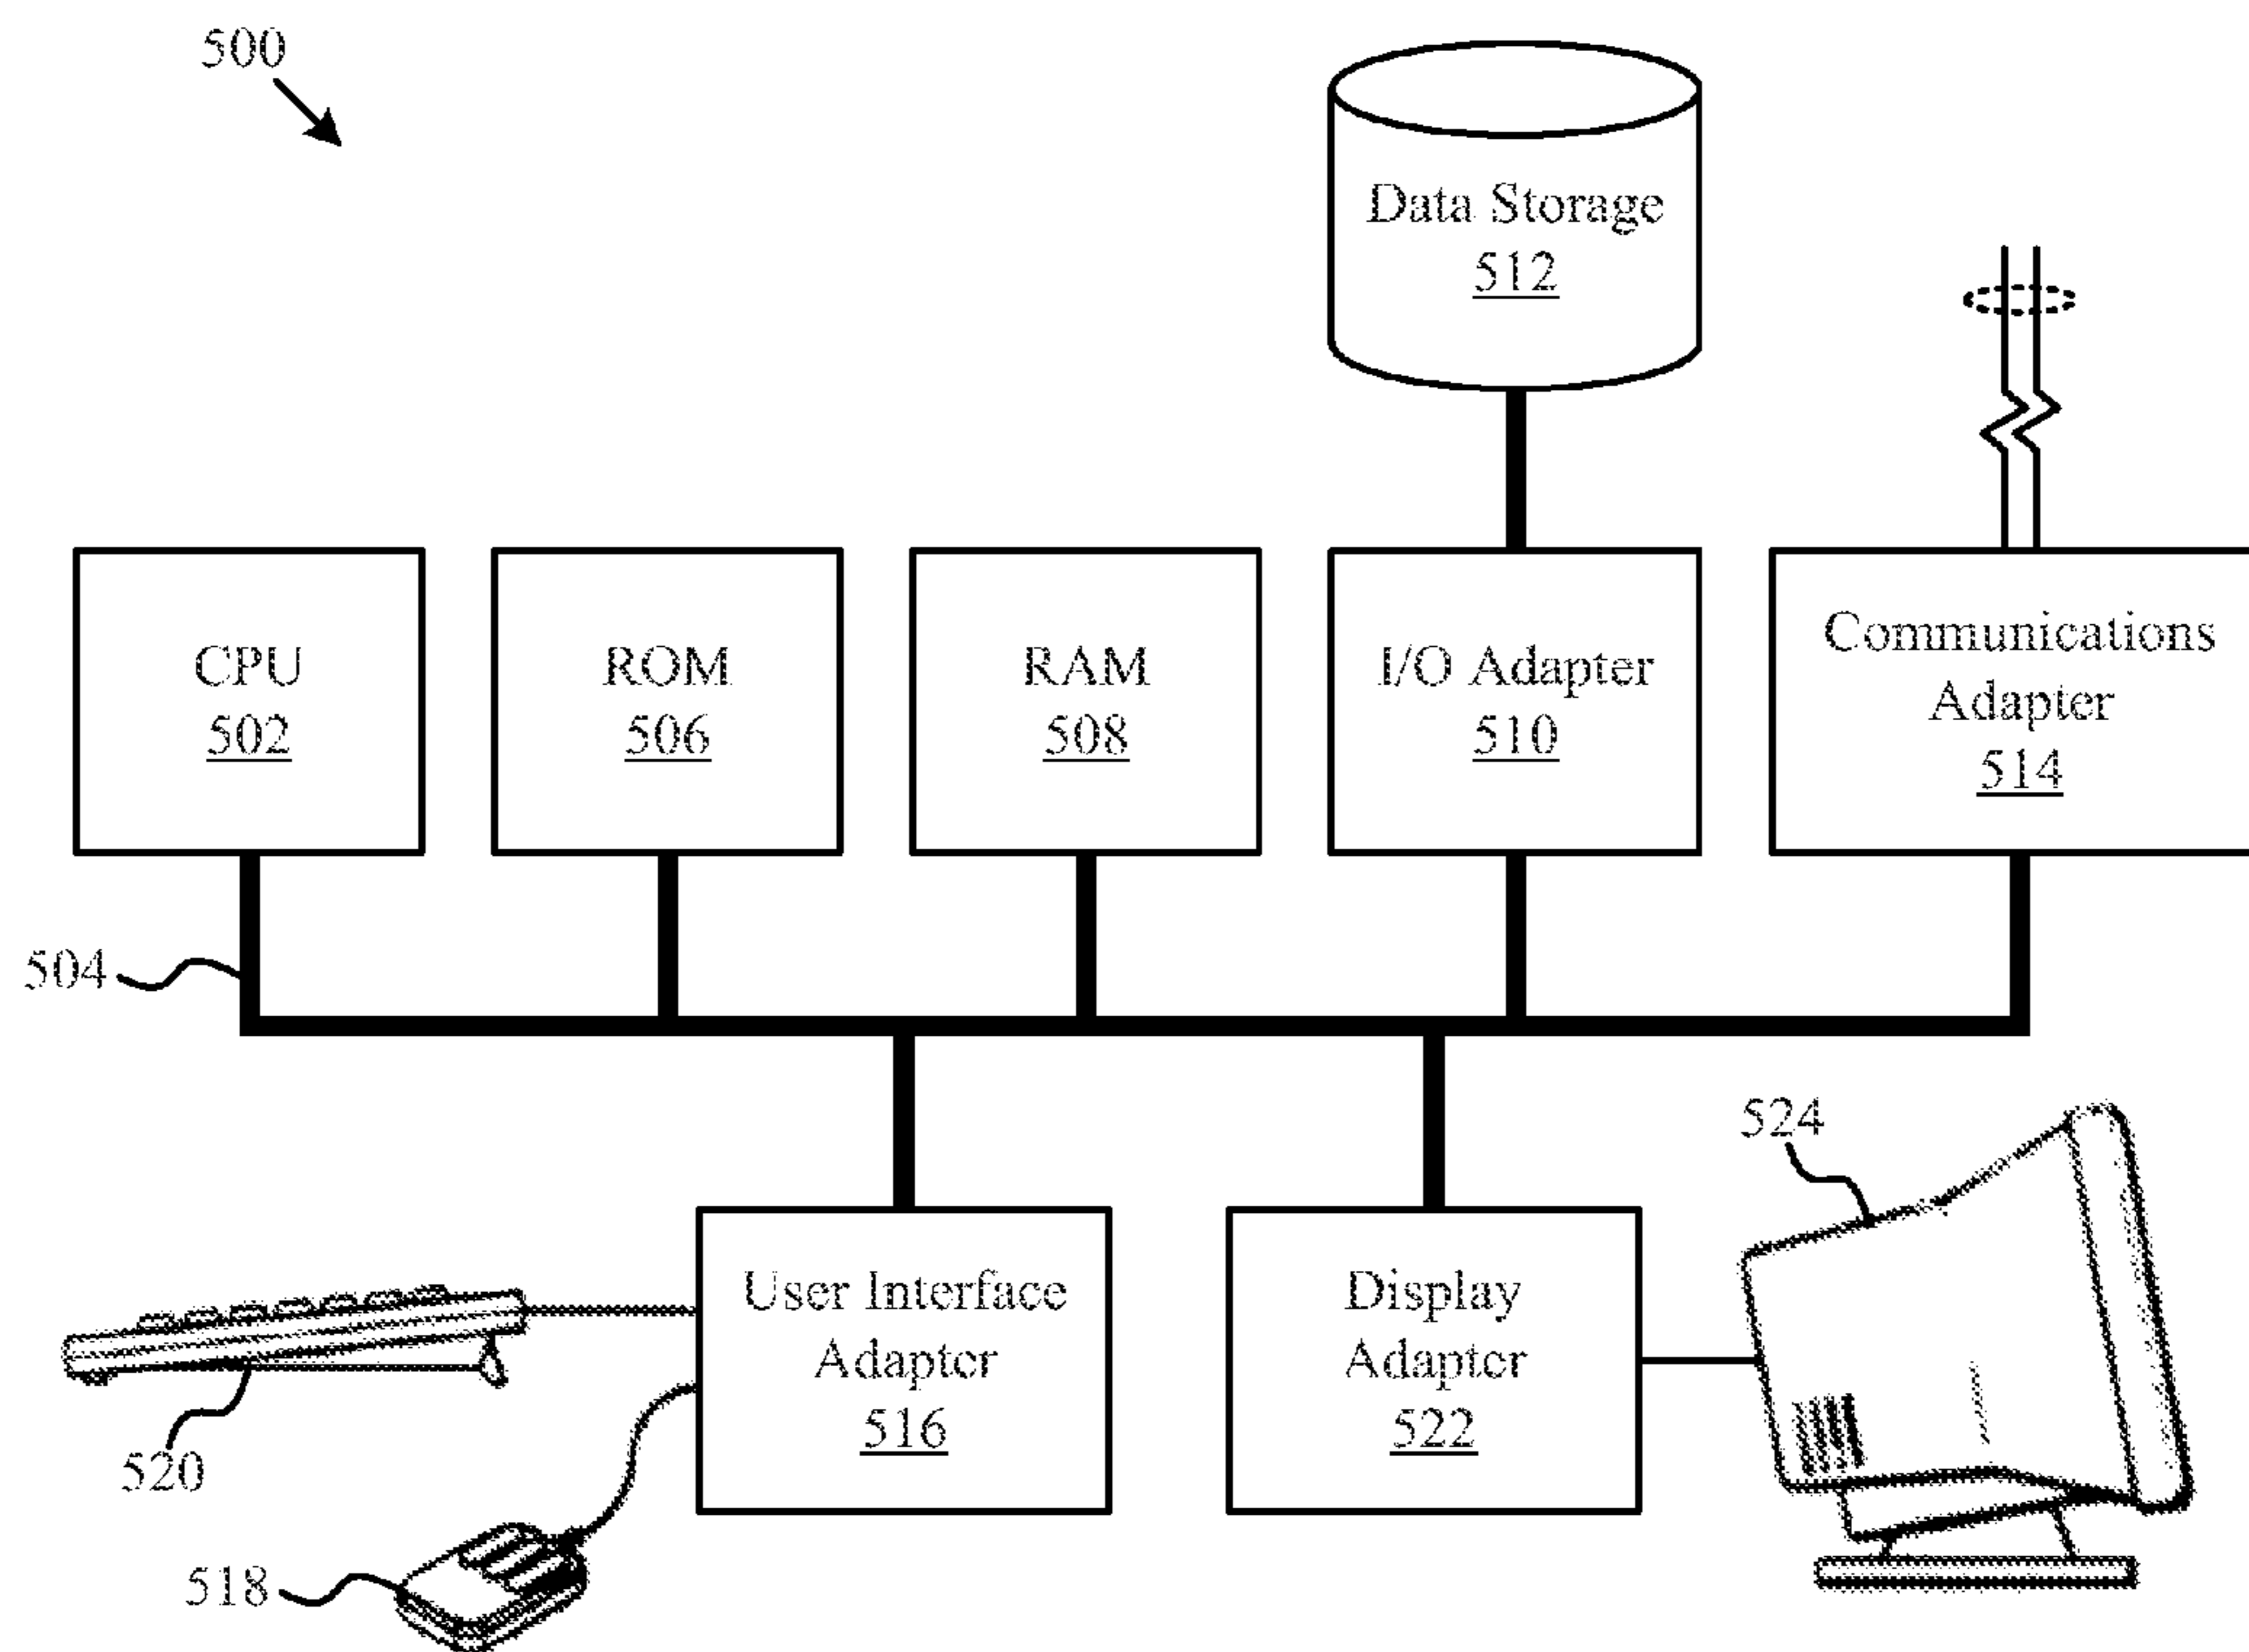 500
Data Storage
512
CPU
502
ROM
506
RAM
508
I/O Adapter
510
Communications
Adapter
514
504
524
User Interface
Adapter
516
Display
Adapter
522
520
518